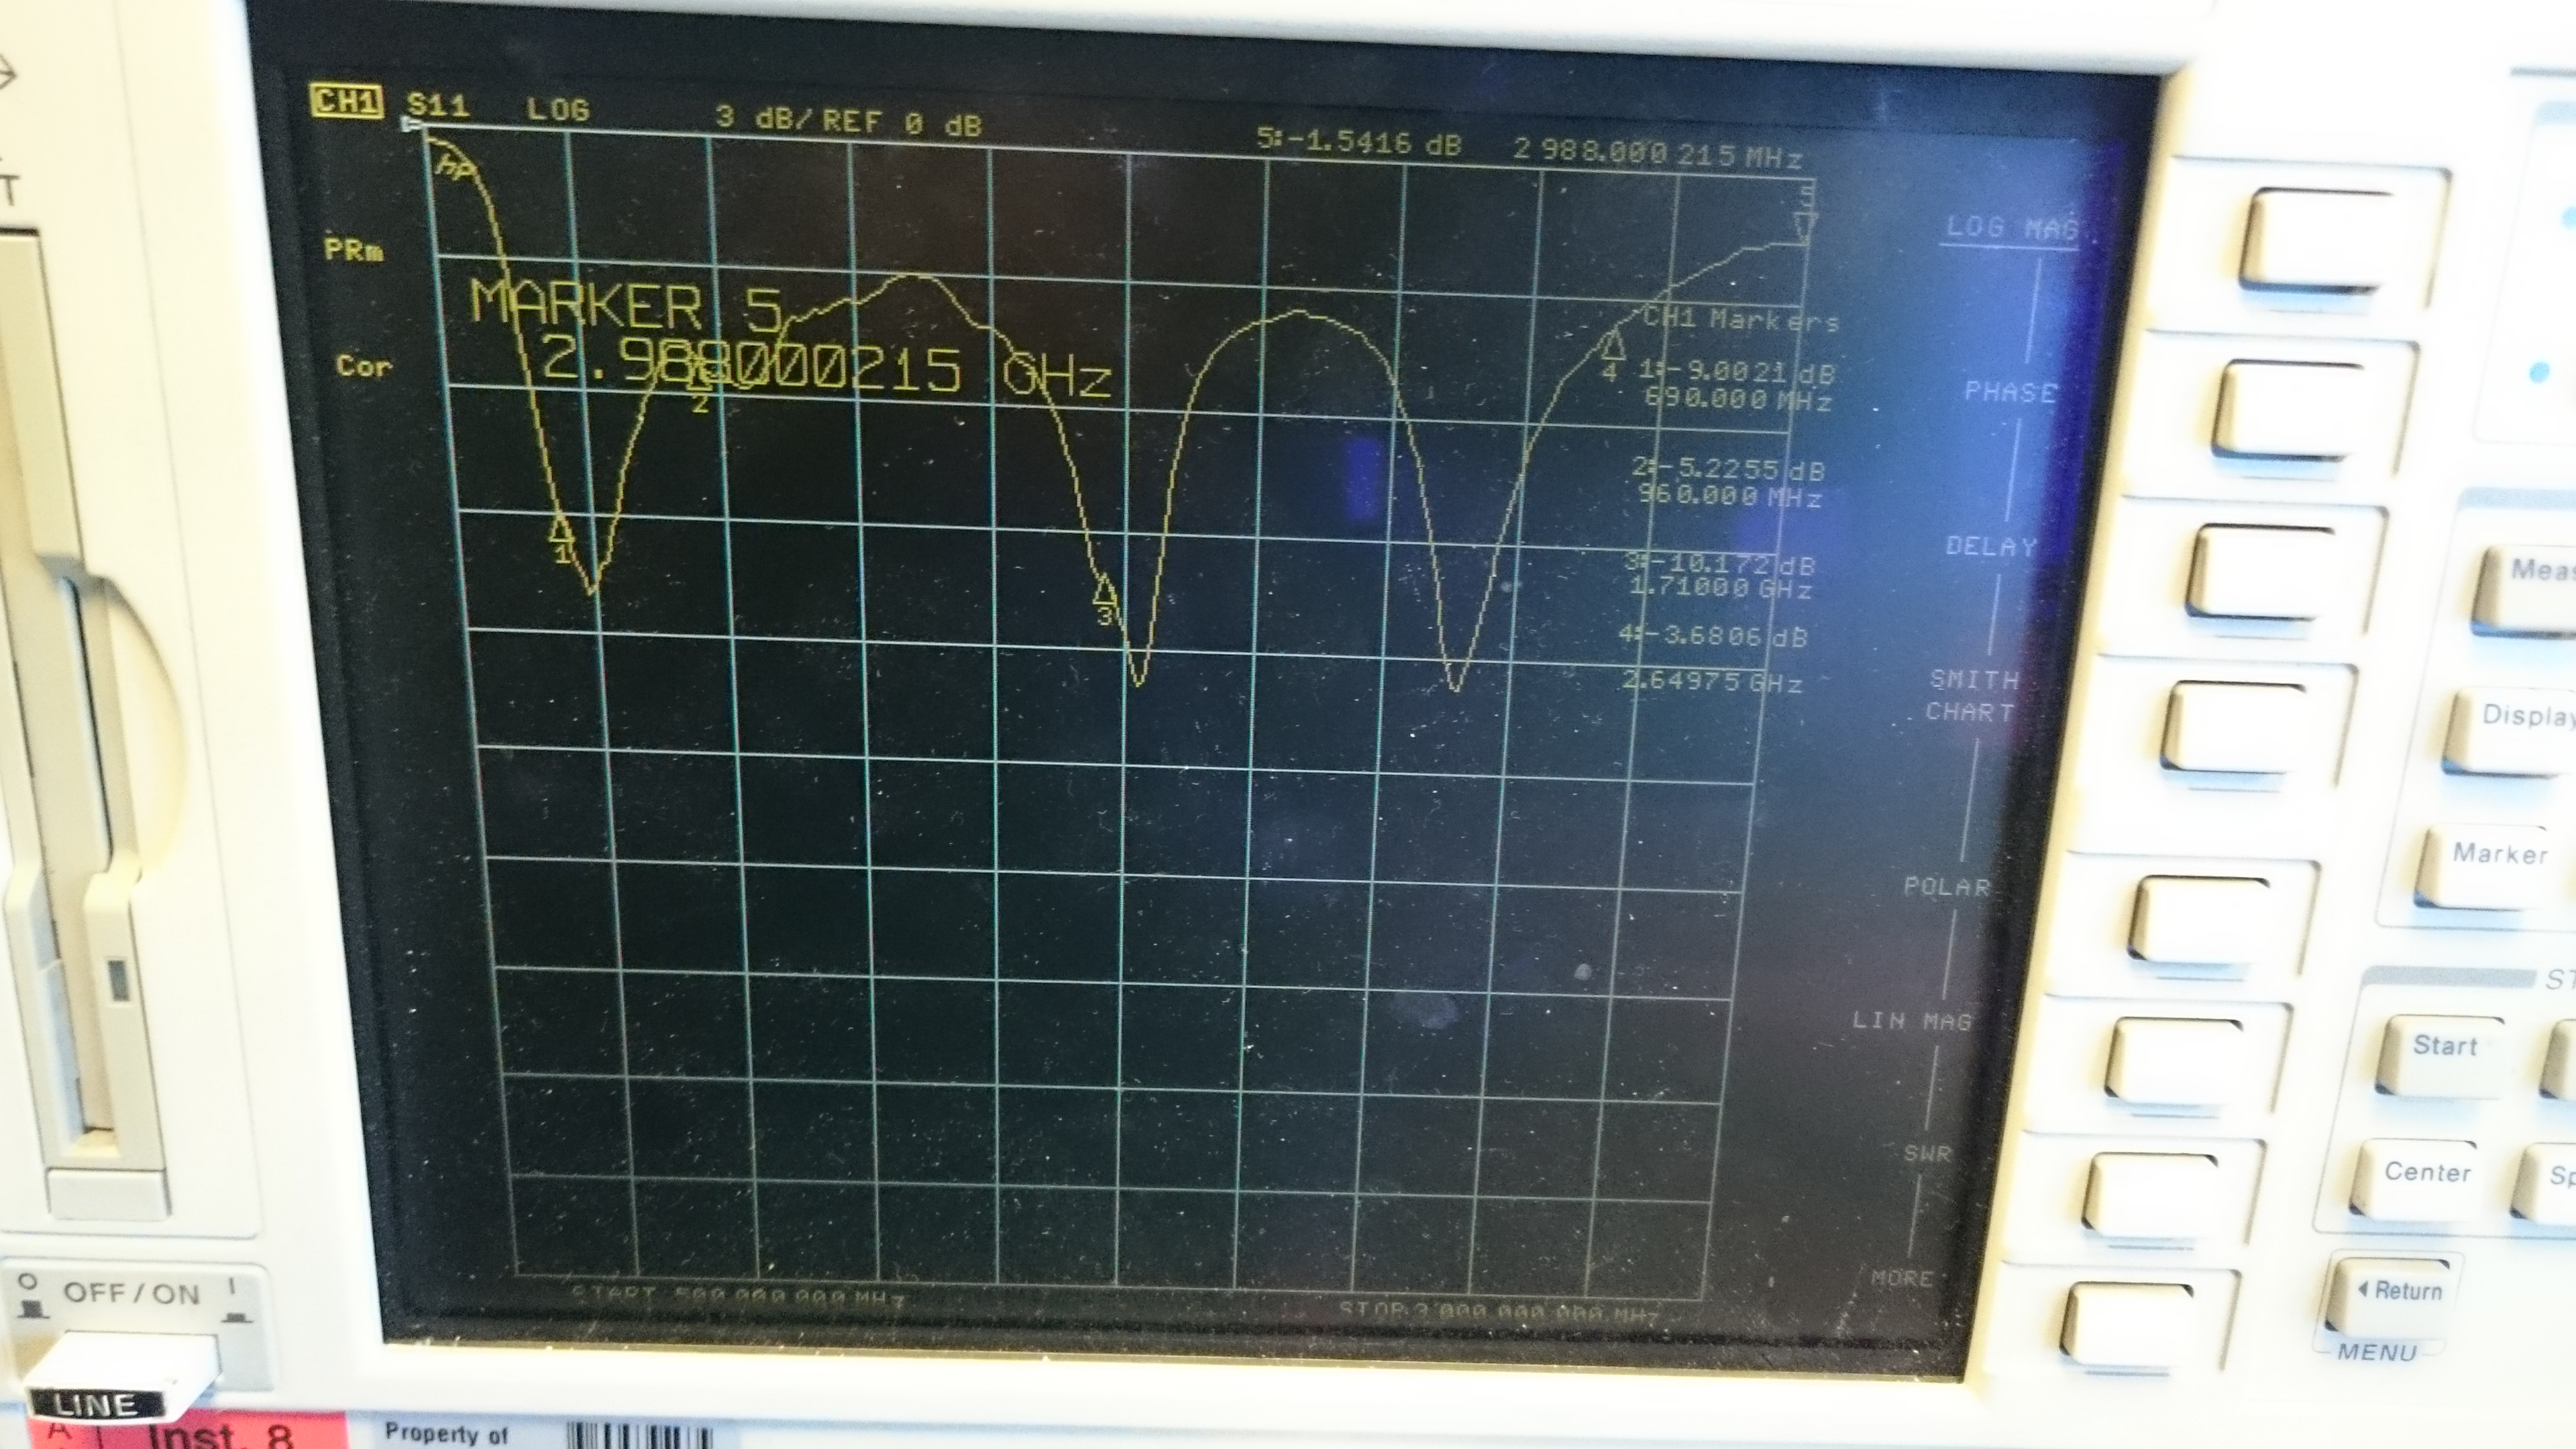 CH1 S11 LOG 3 dB/ REF 0 dB 5:-1.5416 dB 2 988.000 215 MHz
hp
5
PRm
LOG MAG
MARKER 5
2.988000215 GHz
Cor
CH1 Markers
1:-9.0021 dB
690.000 MHz
2:-5.2255 dB
960.000 MHz
3:-10.172 dB
1.71000 GHz
4:-3.6806 dB
2.64975 GHz
1
2
3
4
PHASE
DELAY
SMITH
CHART
POLAR
LIN MAG
SWR
MORE
START 500.000 000 MHz STOP 3 000.000 000 MHz
T
Display
Marker
Start
Center
Return
MENU
O OFF/ON I
LINE
Inst. 8
Property of